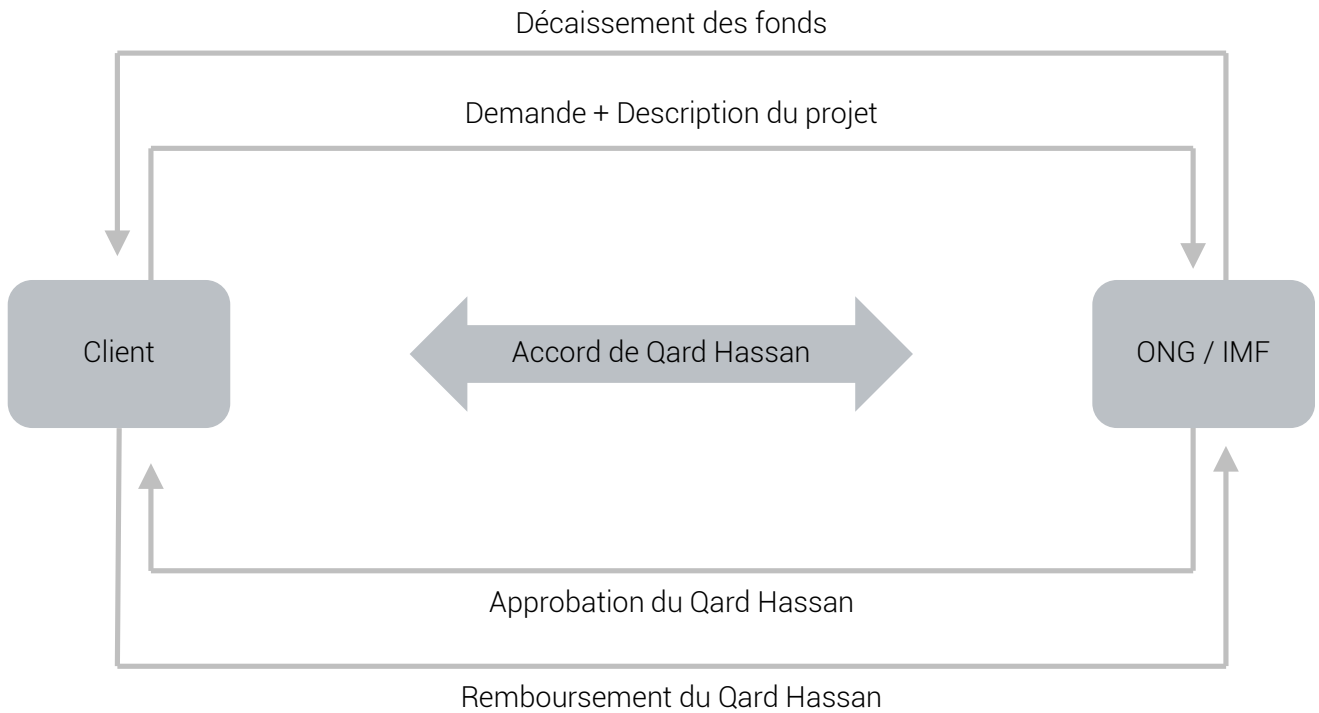 Décaissement des fonds
Demande + Description du projet
Client
Accord de Qard Hassan
ONG / IMF
Approbation du Qard Hassan
Remboursement du Qard Hassan